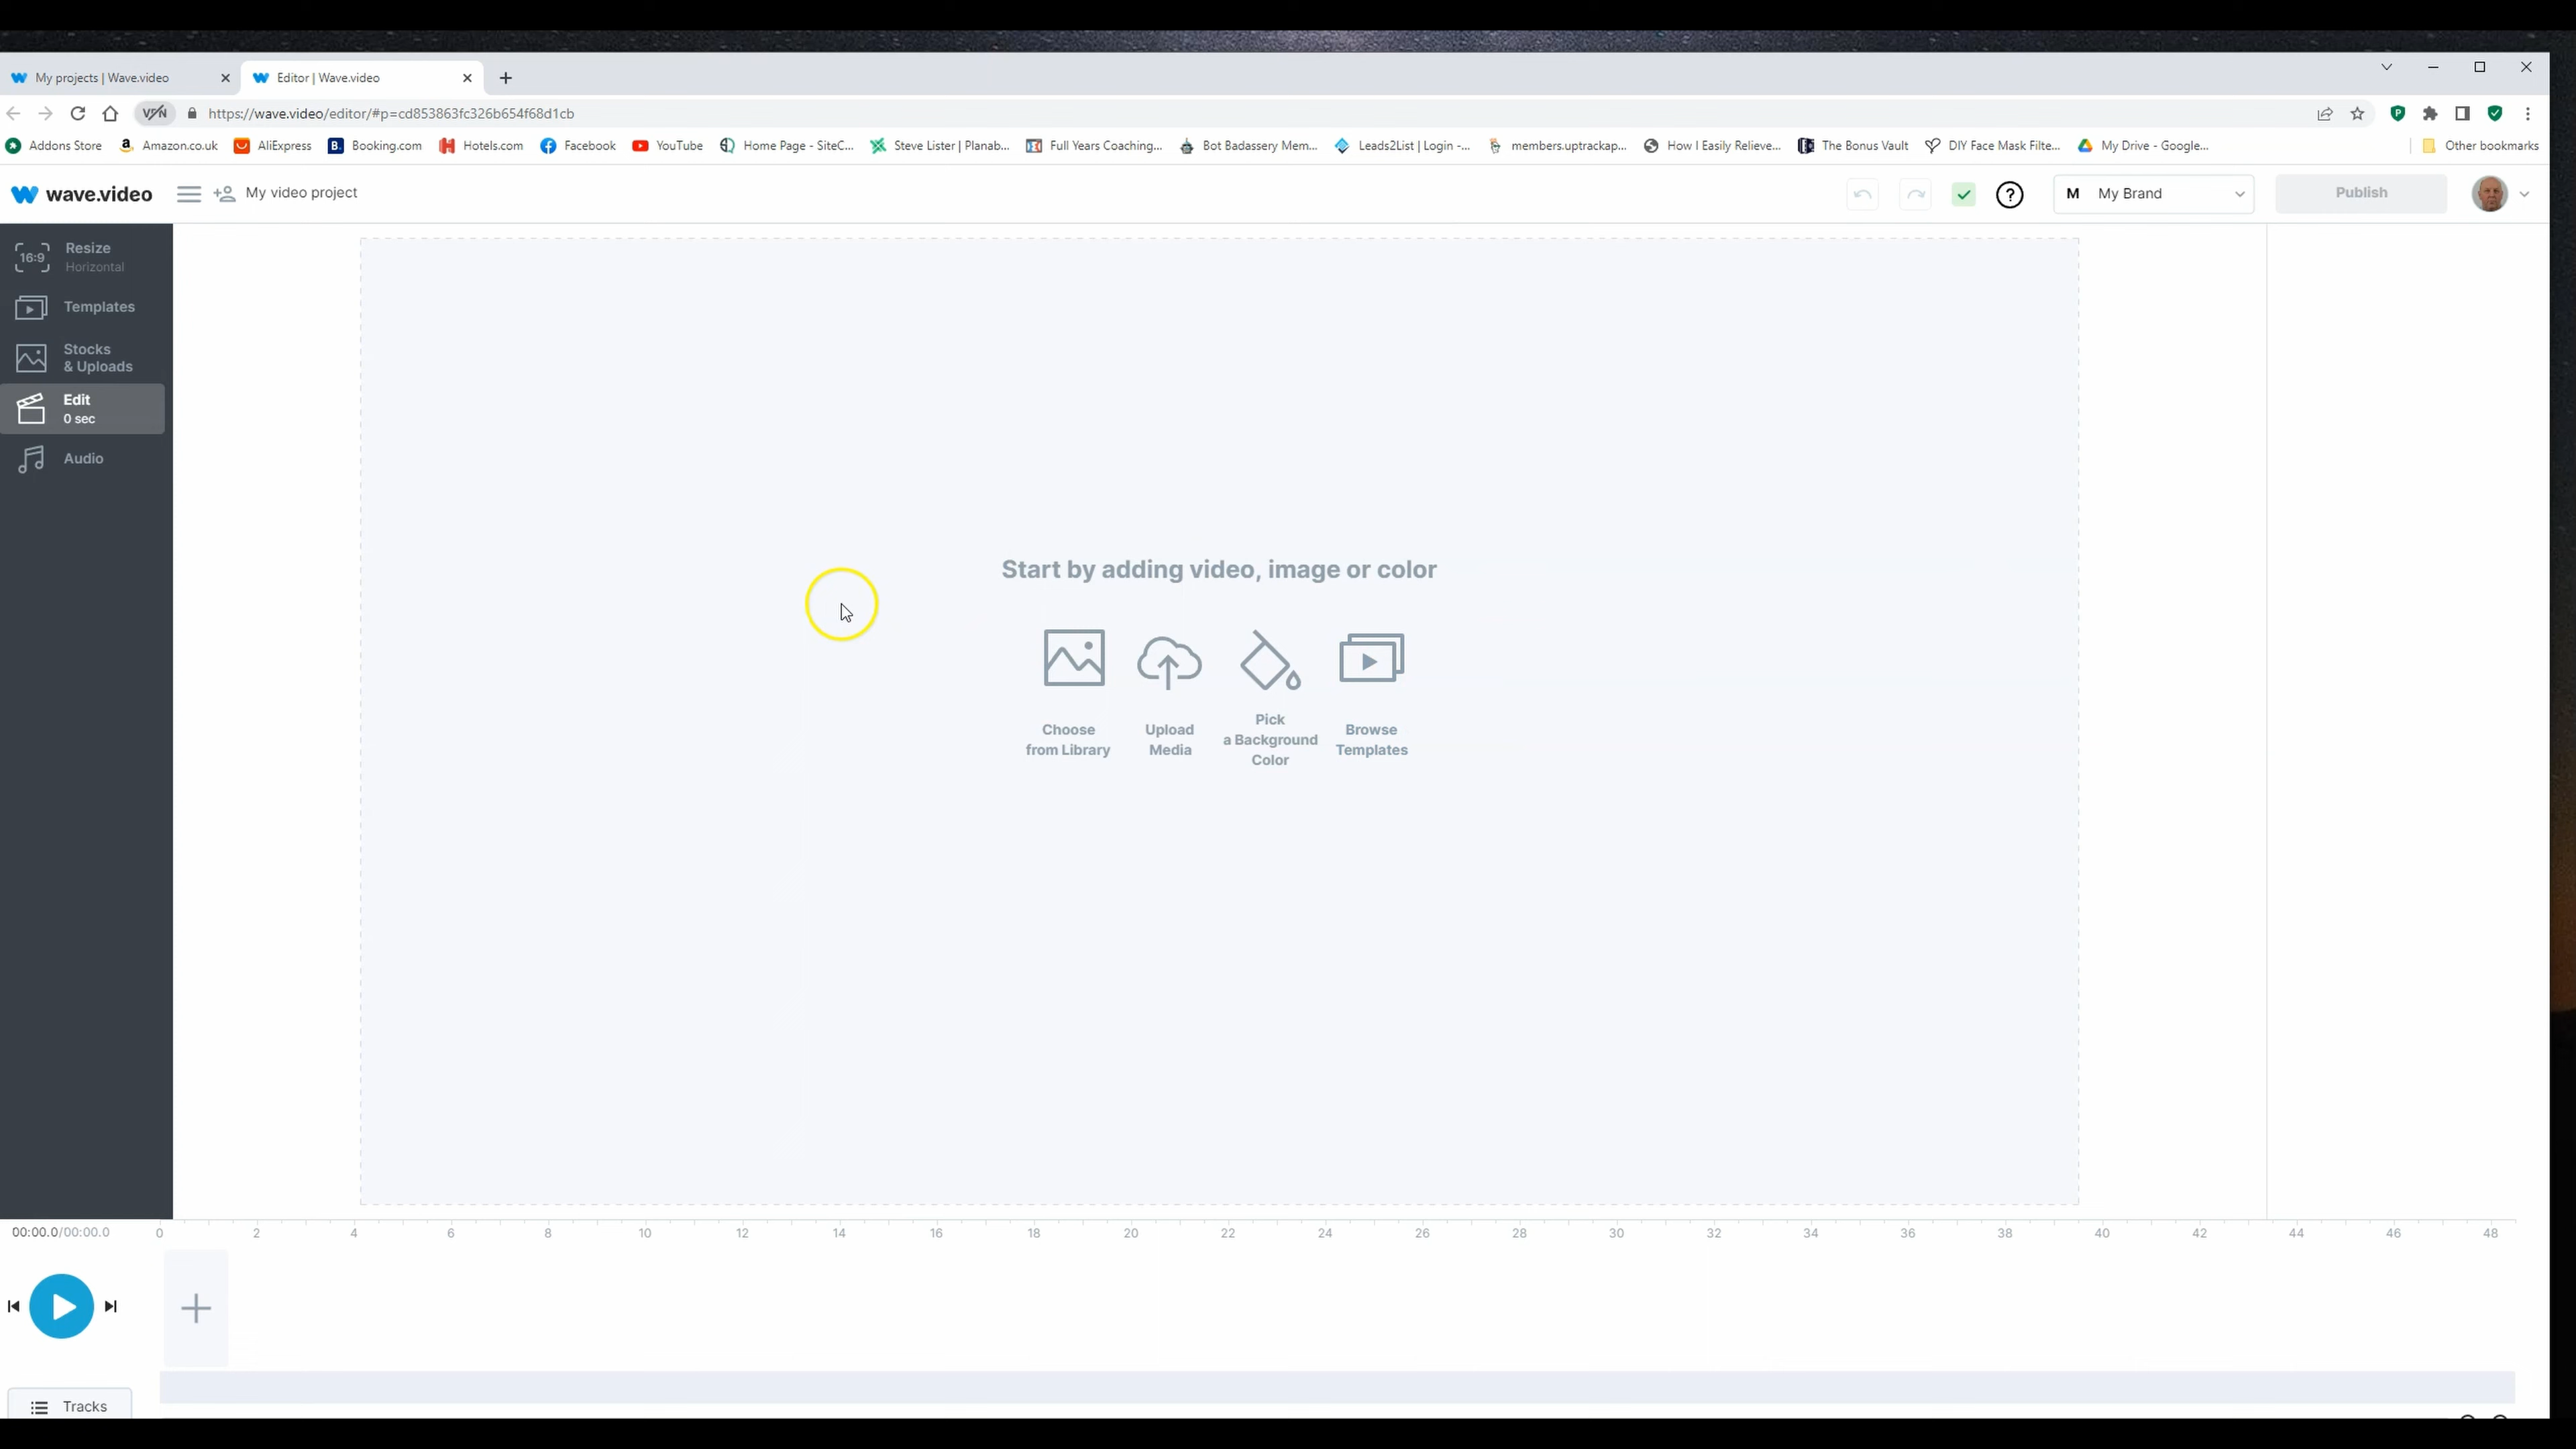 My projects | Wave.video
Editor | Wave.video
VPN
https://wave.video/editor/#p=cd853863fc326b654f68d1cb
Addons Store
Amazon.co.uk
AliExpress
B. Booking.com
Hotels.com
Facebook
YouTube
Home Page - SiteC...
Steve Lister | Planab...
Full Years Coaching...
Bot Badassery Mem...
Leads2List | Login -...
members.uptrackap...
How I Easily Relieve...
The Bonus Vault
DIY Face Mask Filte...
My Drive - Google...
Other bookmarks
wave.video
My video project
?
M My Brand
Publish
16:9
Resize
Horizontal
Templates
Stocks
& Uploads
Edit
0 sec
Audio
Start by adding video, image or color
Choose
from Library
Upload
Media
Pick
a Background
Color
Browse
Templates
00:00.0/00:00.0
0 2 4 6 8 10 12 14 16 18 20 22 24 26 28 30 32 34 36 38 40 42 44 46 48
Tracks